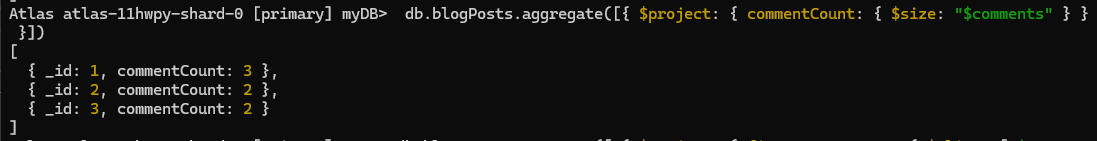 Atlas atlas-11hwpy-shard-0 [primary] myDB>  db.blogPosts.aggregate([{ $project: { commentCount: { $size: "$comments" } }
 }])
[
  { _id: 1, commentCount: 3 },
  { _id: 2, commentCount: 2 },
  { _id: 3, commentCount: 2 }
]